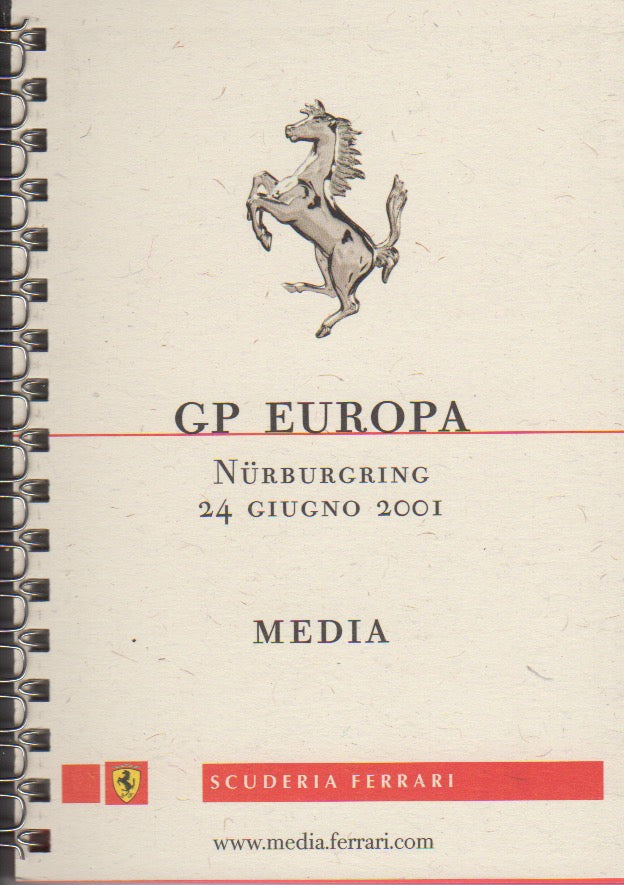 GP EUROPA
NÜRBURGRING
24 GIUGNO 2001
MEDIA
SCUDERIA FERRARI
www.media.ferrari.com